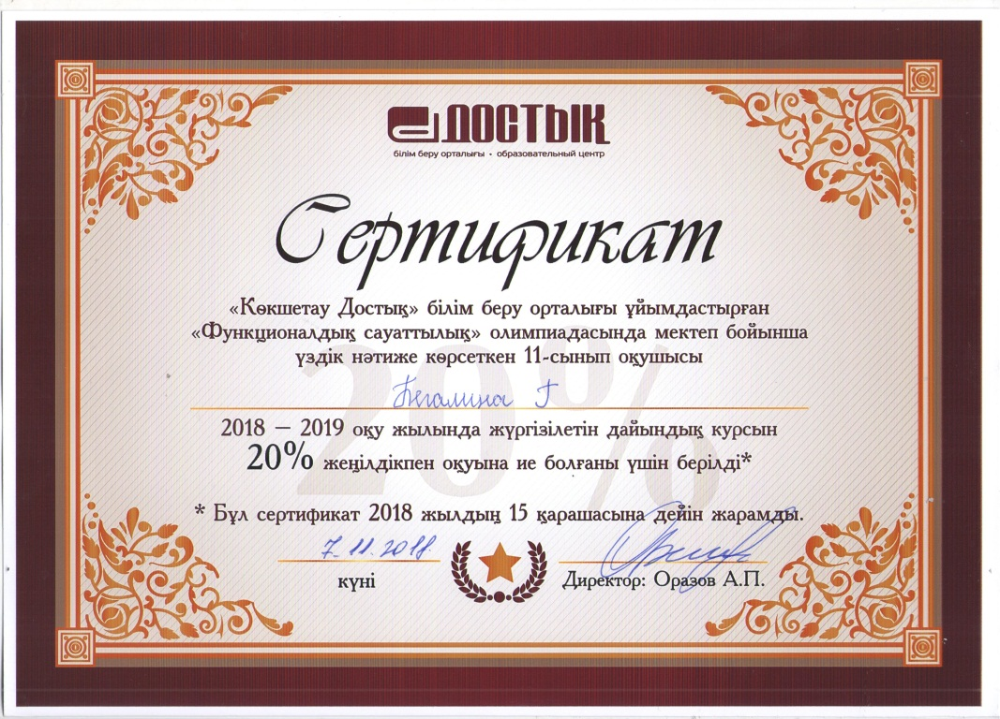 ДОСТЫҚ
білім беру орталығы • образовательный центр
Сертификат
«Көкшетау Достық» білім беру орталығы ұйымдастырған
«Функционалдық сауаттылық» олимпиадасында мектеп бойынша
үздік нәтиже көрсеткен 11-сынып оқушысы
Бегалина Г
2018 – 2019 оқу жылында жүргізілетін дайындық курсын
20% жеңілдікпен оқуына ие болғаны үшін берілді*
20%
* Бұл сертификат 2018 жылдың 15 қарашасына дейін жарамды.
7.11.2018.
күні
Директор: Оразов А.П.